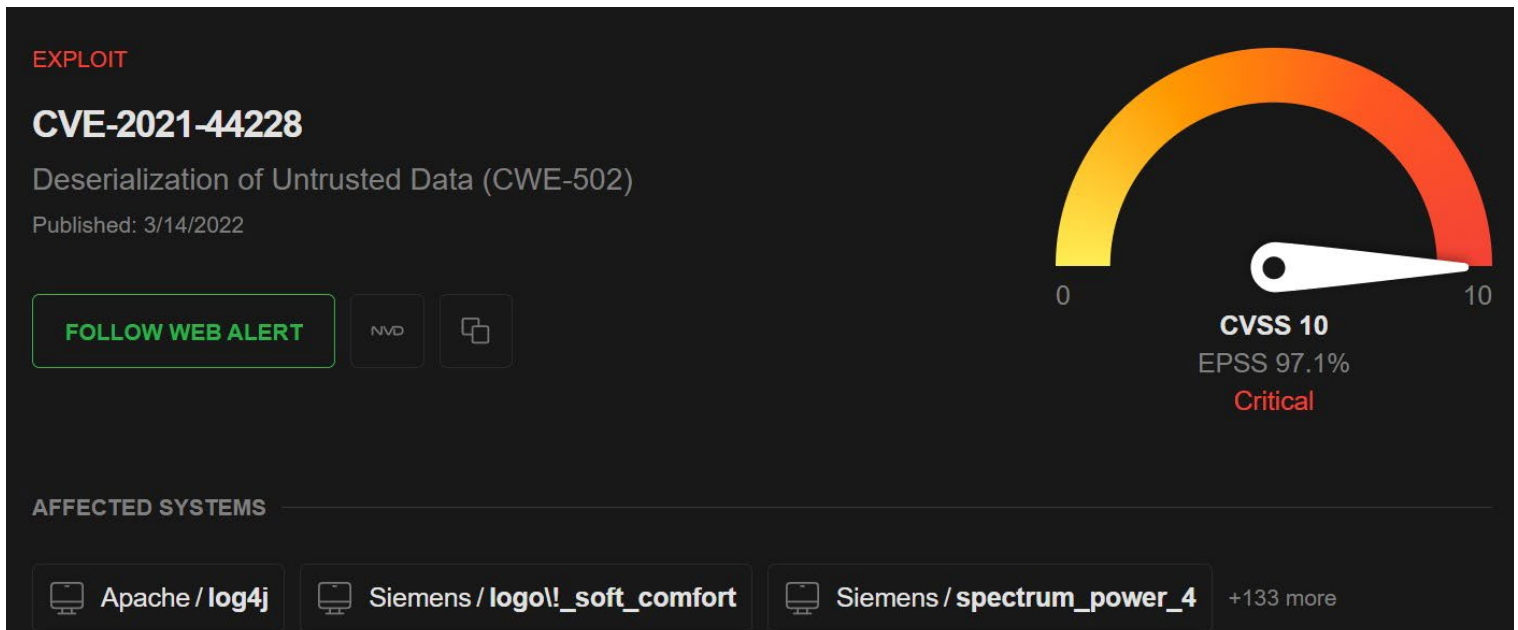 EXPLOIT
CVE-2021-44228
Deserialization of Untrusted Data (CWE-502)
Published: 3/14/2022
FOLLOW WEB ALERT NVD
0 10
CVSS 10
EPSS 97.1%
Critical
AFFECTED SYSTEMS
Apache / log4j Siemens / logo\!_soft_comfort Siemens / spectrum_power_4 +133 more